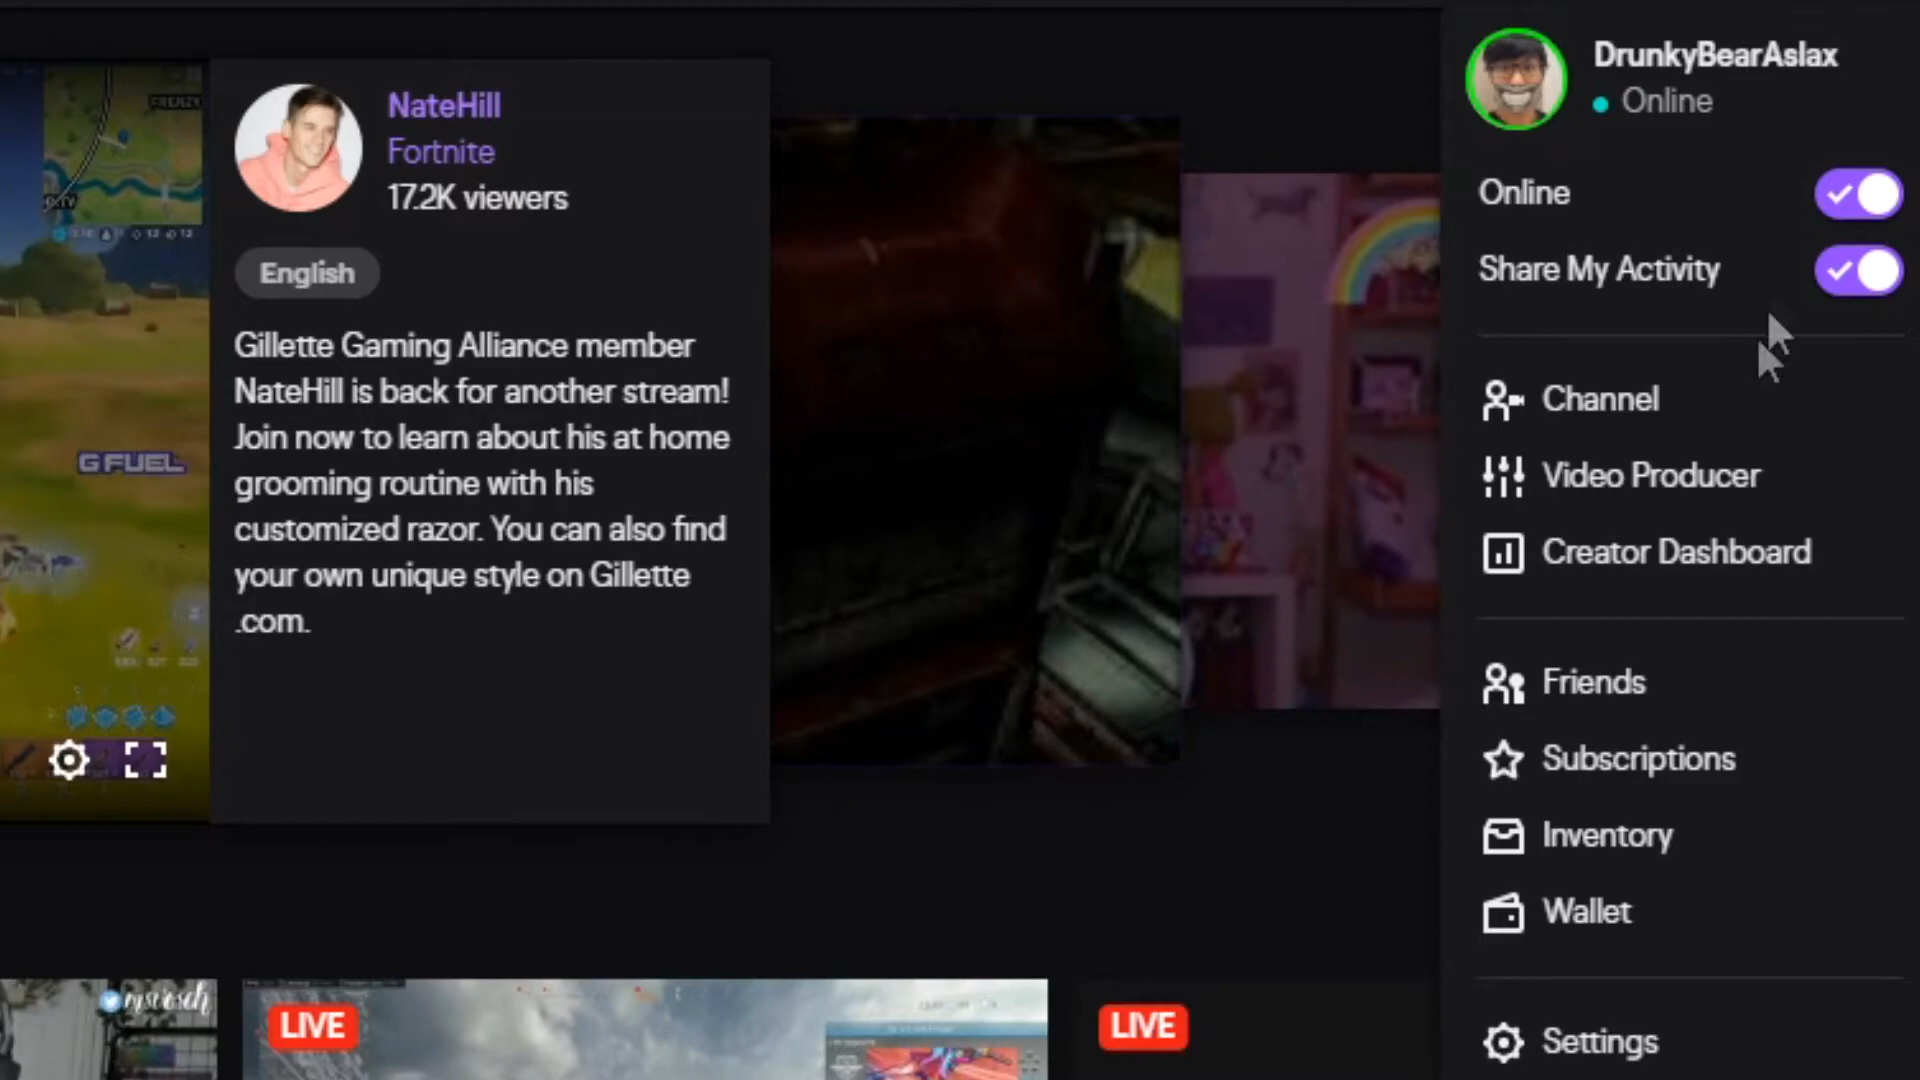 FRENZY
NateHill
Fortnite
17.2K viewers
English
Gillette Gaming Alliance member
NateHill is back for another stream!
Join now to learn about his at home
grooming routine with his
customized razor. You can also find
your own unique style on Gillette
.com.
G FUEL
DrunkyBearAslax
Online
Online
Share My Activity
Channel
Video Producer
Creator Dashboard
Friends
Subscriptions
Inventory
Wallet
Settings
LIVE
LIVE